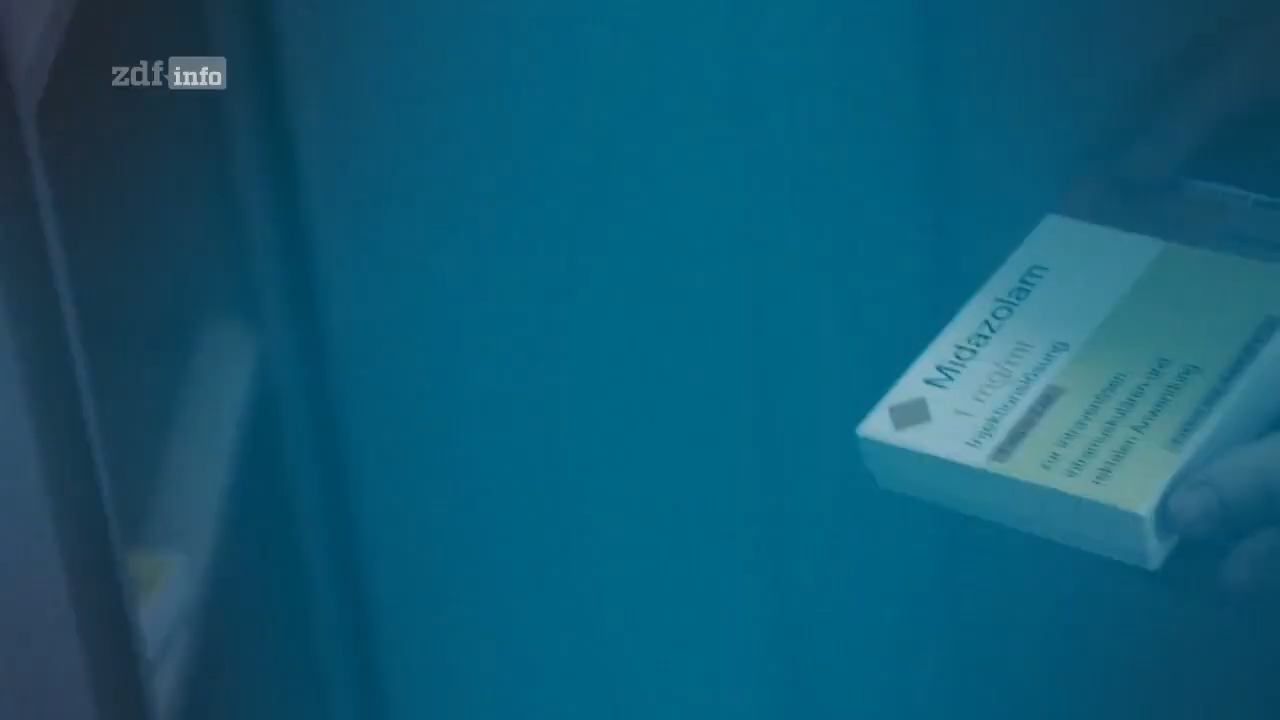 zdf info
Midazolam
1 mg/ml
Injektionslösung
zur intravenösen
intramuskulären und
rektalen Anwendung